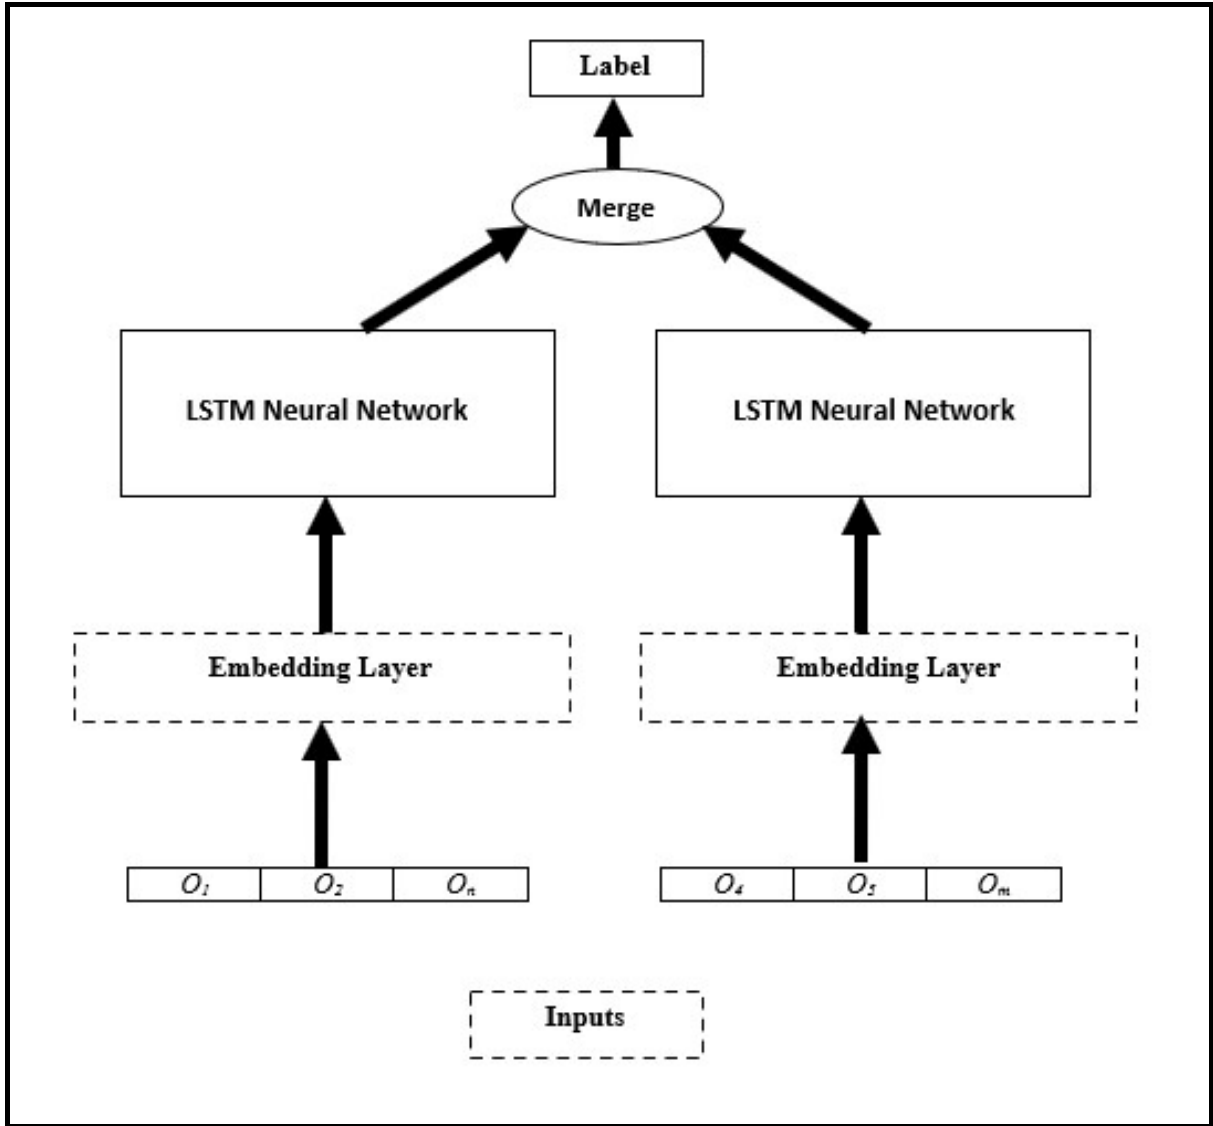 Label
Merge
LSTM Neural Network
LSTM Neural Network
Embedding Layer
Embedding Layer
O₁ O₂ Oₙ
O₄ O₅ Oₘ
Inputs